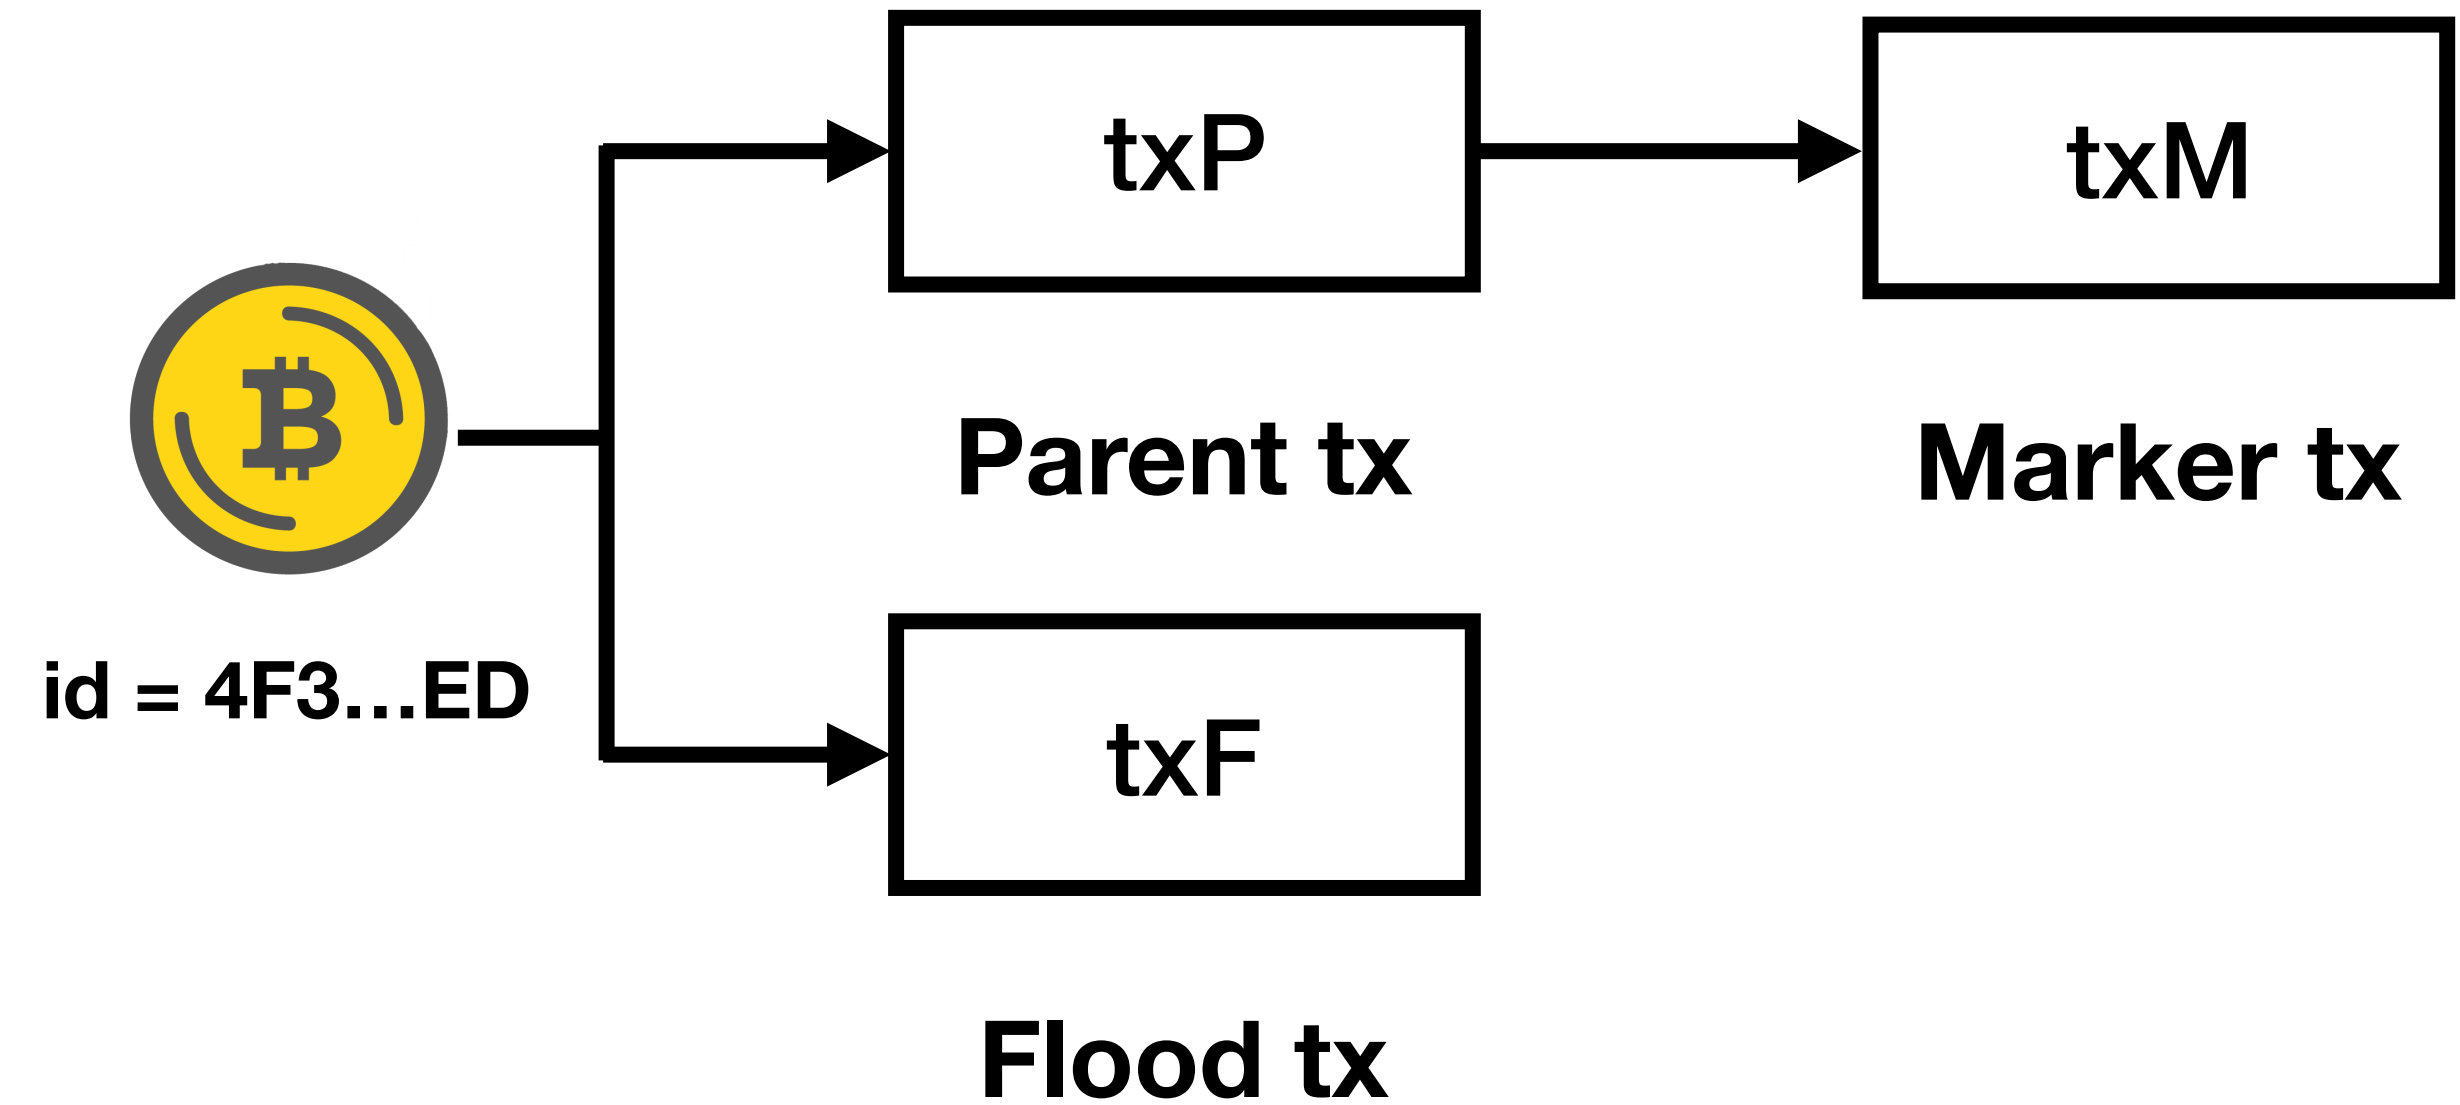 txP
txM
Parent tx
Marker tx
id = 4F3...ED
txF
Flood tx